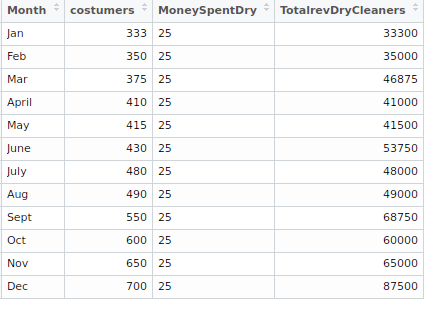 Month costumers MoneySpentDry TotalrevDryCleaners
Jan 333 25 33300
Feb 350 25 35000
Mar 375 25 46875
April 410 25 41000
May 415 25 41500
June 430 25 53750
July 480 25 48000
Aug 490 25 49000
Sept 550 25 68750
Oct 600 25 60000
Nov 650 25 65000
Dec 700 25 87500